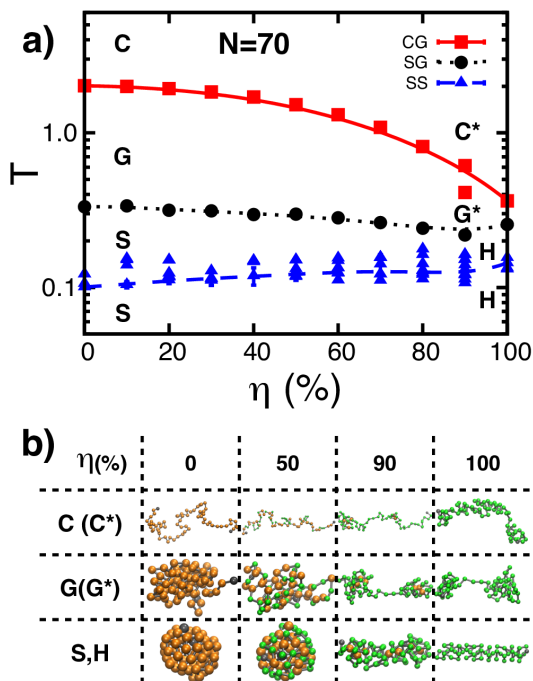 a)
C
N=70
CG
SG
SS
1.0
C*
G
T
G*
S
H
0.1
S
H
0 20 40 60 80 100
η (%)
b)
η(%) 0 50 90 100
C (C*)
G(G*)
S,H